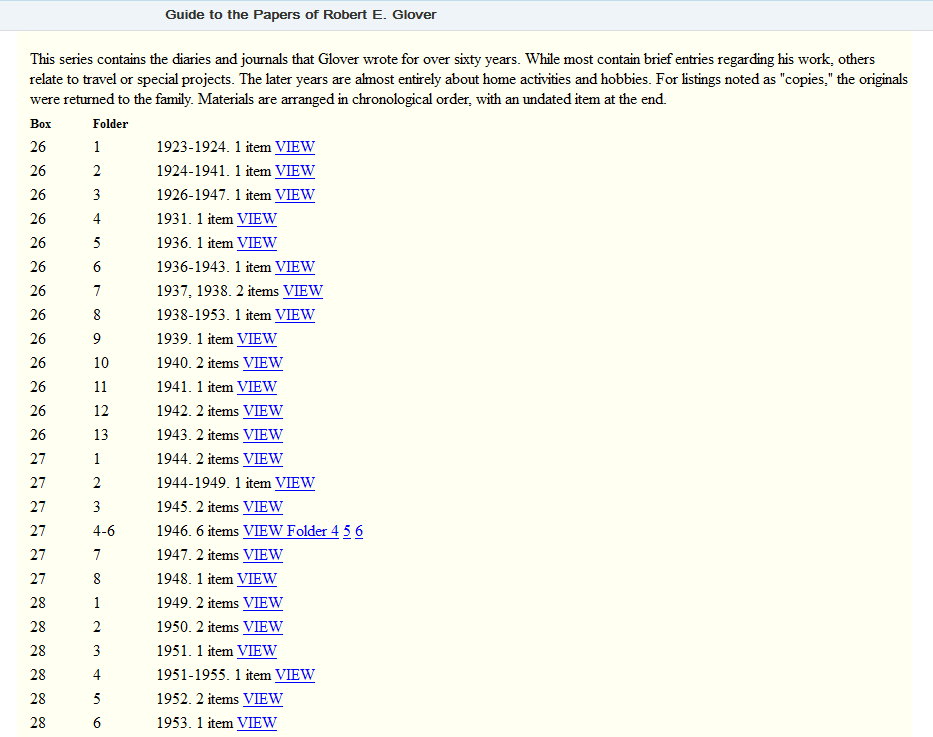 Guide to the Papers of Robert E. Glover
This series contains the diaries and journals that Glover wrote for over sixty years. While most contain brief entries regarding his work, others
relate to travel or special projects. The later years are almost entirely about home activities and hobbies. For listings noted as "copies," the originals
were returned to the family. Materials are arranged in chronological order, with an undated item at the end.
Box Folder
26 1 1923-1924. 1 item VIEW
26 2 1924-1941. 1 item VIEW
26 3 1926-1947. 1 item VIEW
26 4 1931. 1 item VIEW
26 5 1936. 1 item VIEW
26 6 1936-1943. 1 item VIEW
26 7 1937, 1938. 2 items VIEW
26 8 1938-1953. 1 item VIEW
26 9 1939. 1 item VIEW
26 10 1940. 2 items VIEW
26 11 1941. 1 item VIEW
26 12 1942. 2 items VIEW
26 13 1943. 2 items VIEW
27 1 1944. 2 items VIEW
27 2 1944-1949. 1 item VIEW
27 3 1945. 2 items VIEW
27 4-6 1946. 6 items VIEW Folder 4 5 6
27 7 1947. 2 items VIEW
27 8 1948. 1 item VIEW
28 1 1949. 2 items VIEW
28 2 1950. 2 items VIEW
28 3 1951. 1 item VIEW
28 4 1951-1955. 1 item VIEW
28 5 1952. 2 items VIEW
28 6 1953. 1 item VIEW